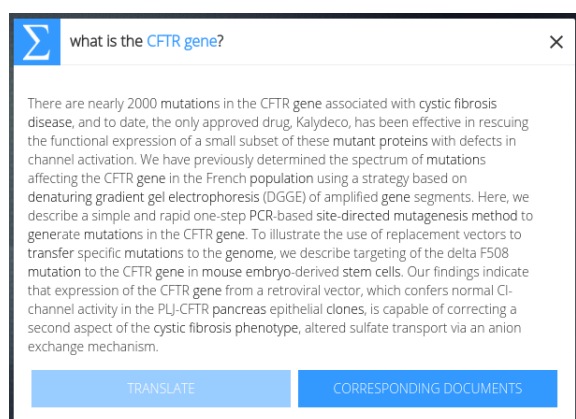 Σ what is the CFTR gene? ×
There are nearly 2000 mutations in the CFTR gene associated with cystic fibrosis
disease, and to date, the only approved drug, Kalydeco, has been effective in rescuing
the functional expression of a small subset of these mutant proteins with defects in
channel activation. We have previously determined the spectrum of mutations
affecting the CFTR gene in the French population using a strategy based on
denaturing gradient gel electrophoresis (DGGE) of amplified gene segments. Here, we
describe a simple and rapid one-step PCR-based site-directed mutagenesis method to
generate mutations in the CFTR gene. To illustrate the use of replacement vectors to
transfer specific mutations to the genome, we describe targeting of the delta F508
mutation to the CFTR gene in mouse embryo-derived stem cells. Our findings indicate
that expression of the CFTR gene from a retroviral vector, which confers normal Cl-
channel activity in the PLJ-CFTR pancreas epithelial clones, is capable of correcting a
second aspect of the cystic fibrosis phenotype, altered sulfate transport via an anion
exchange mechanism.
TRANSLATE CORRESPONDING DOCUMENTS